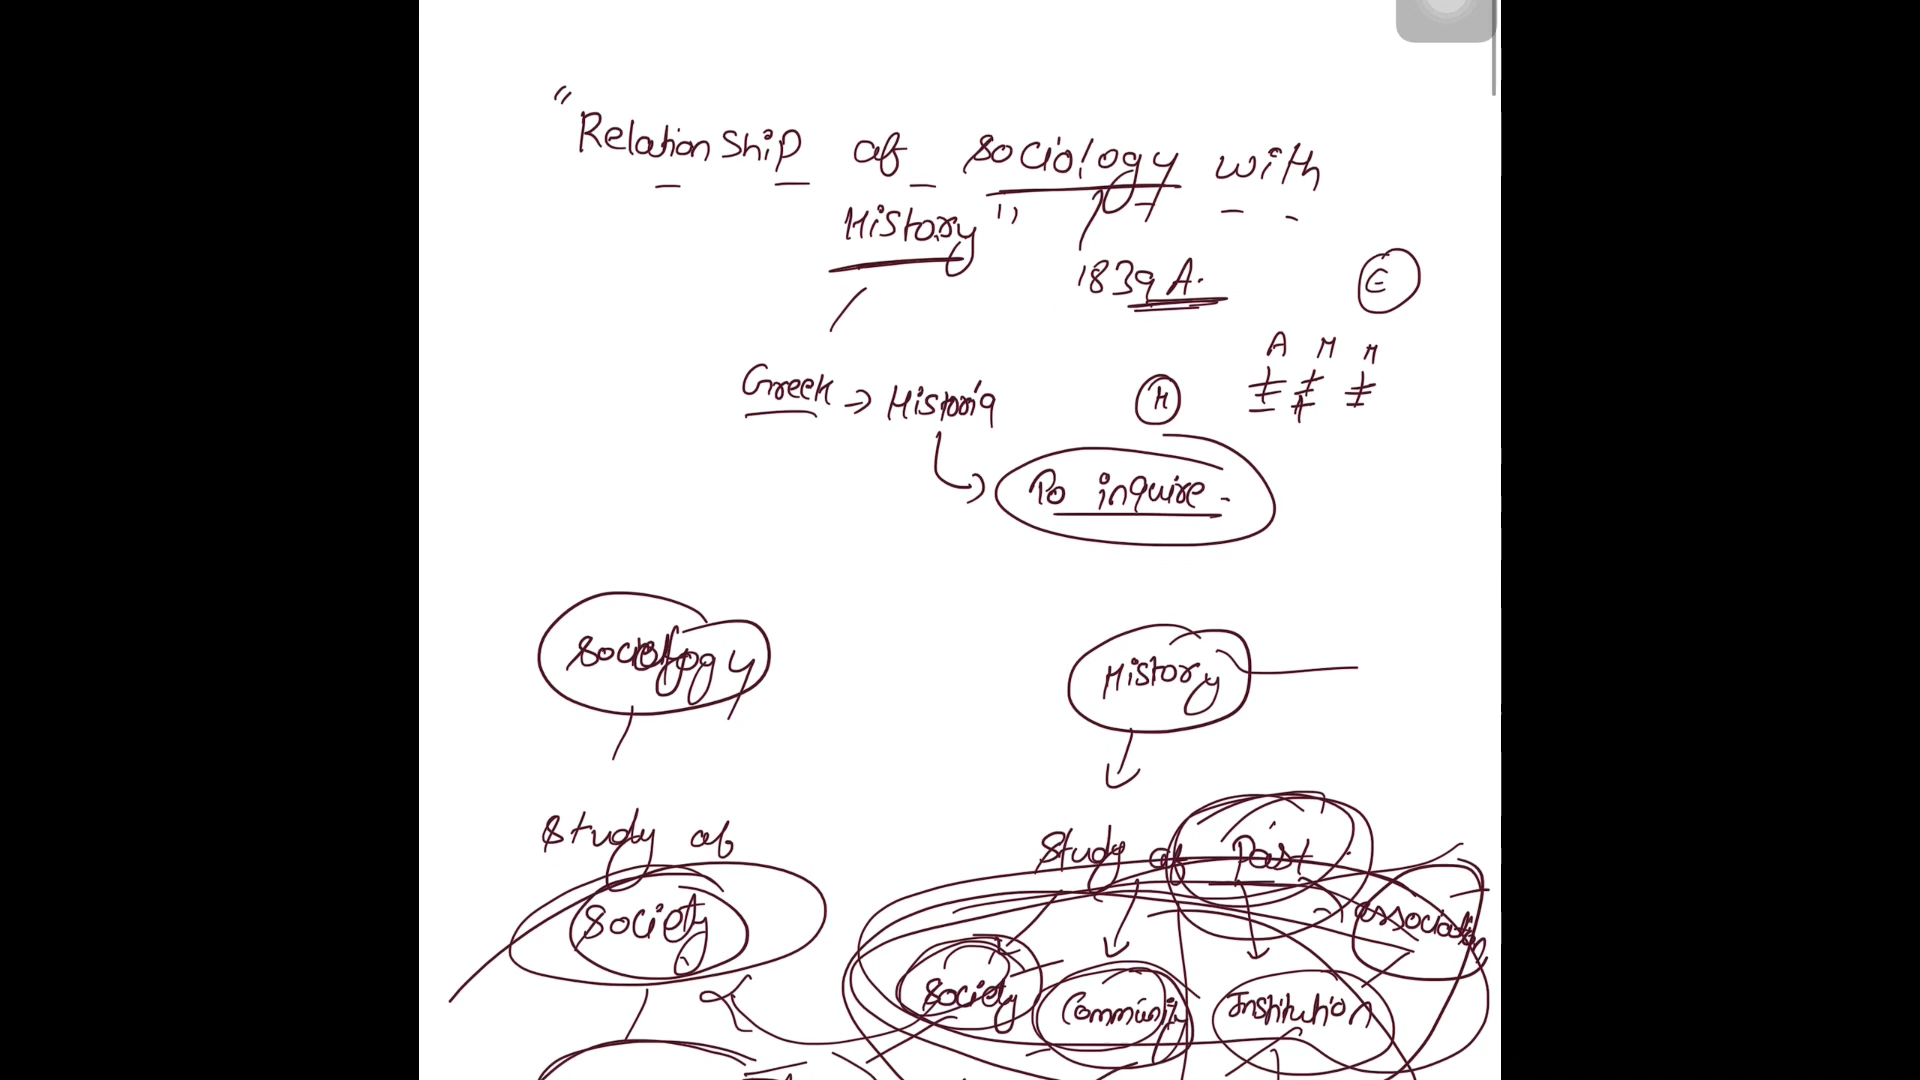 "Relationship of sociology with
History"
1839 A.
E
A M M
Greek → Historia
H
To inquire.
Sociology
History
Study of
Society
Study of Past
Association
Society Community Institution